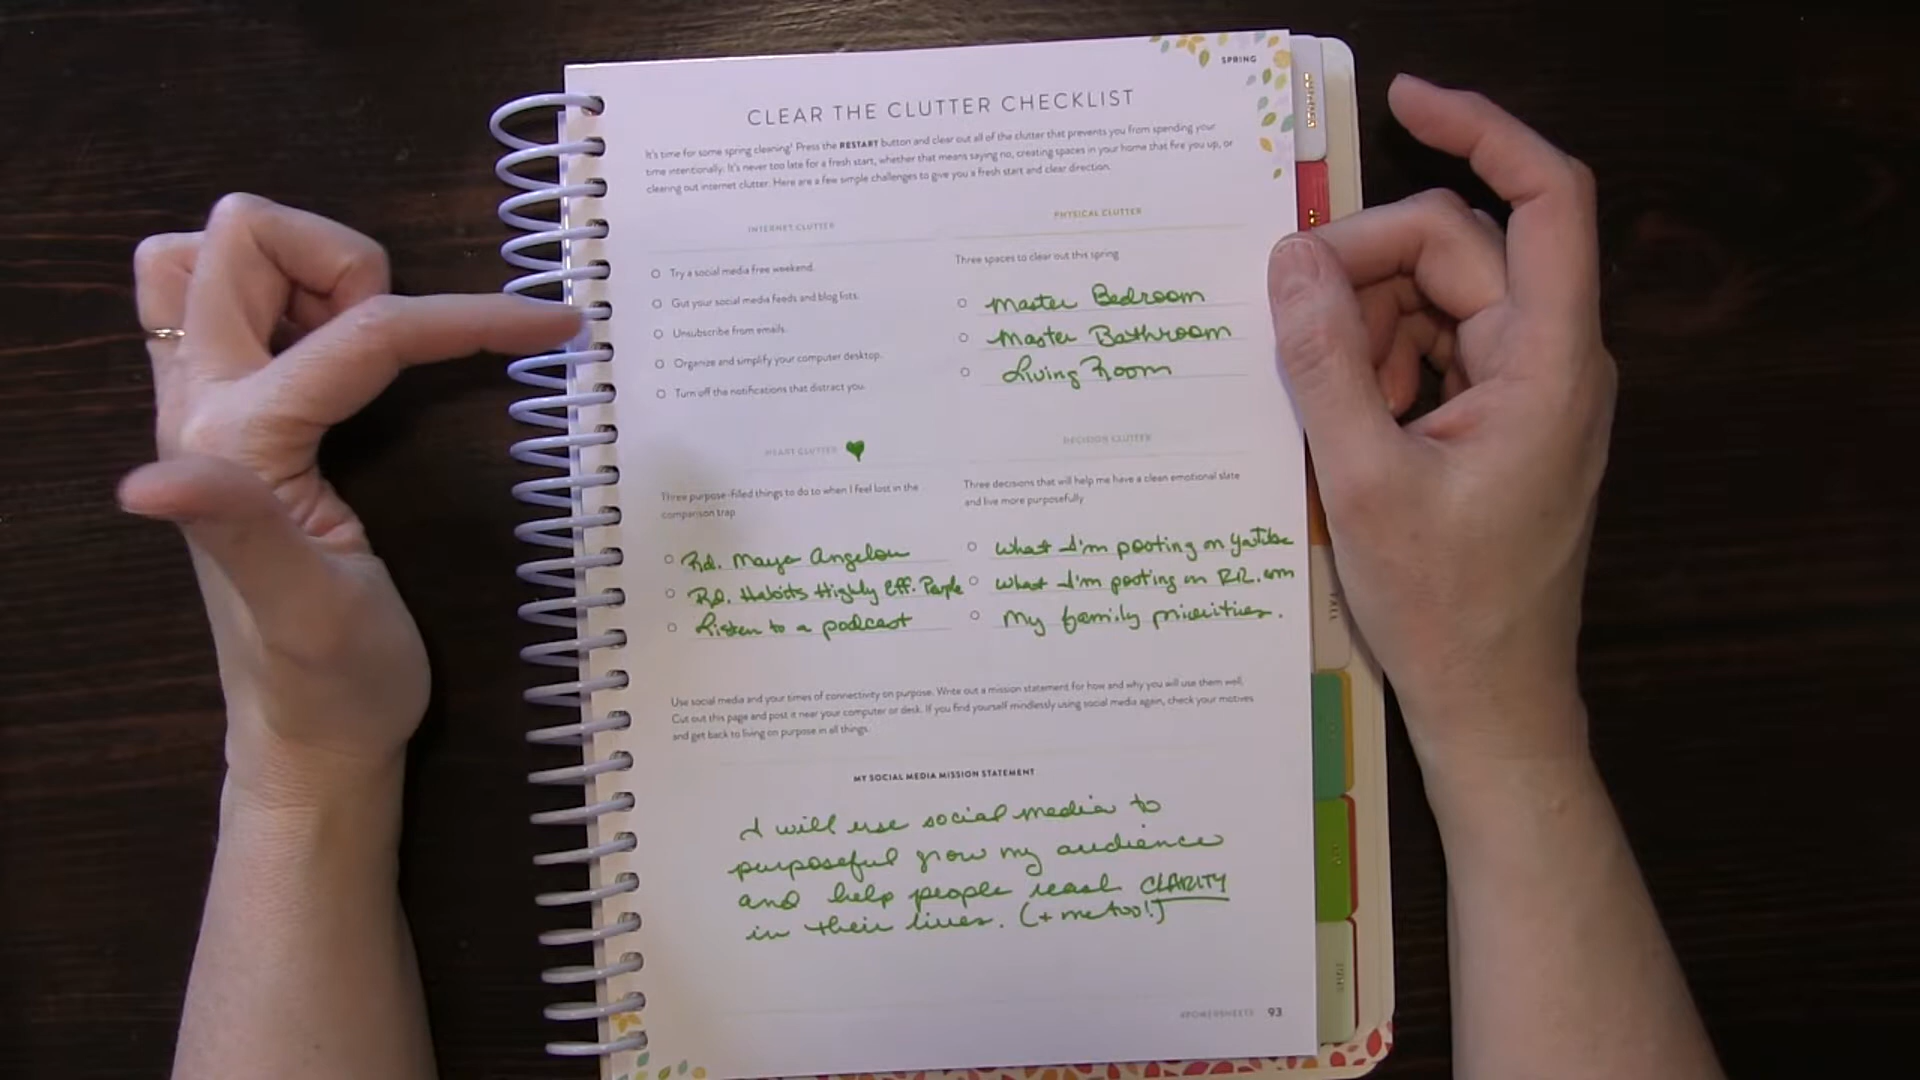 SPRING
CLEAR THE CLUTTER CHECKLIST
It's time for some spring cleaning! Press the RESTART button and clear out all of the clutter that prevents you from spending your
time intentionally. It's never too late for a fresh start, whether that means saying no, creating spaces in your home that fire you up, or
clearing out internet clutter. Here are a few simple challenges to give you a fresh start and clear direction.
INTERNET CLUTTER
Try a social media free weekend.
Gut your social media feeds and blog lists.
Unsubscribe from emails.
Organize and simplify your computer desktop.
Turn off the notifications that distract you.
PHYSICAL CLUTTER
Three spaces to clear out this spring
Master Bedroom
Master Bathroom
Living Room
HEART CLUTTER
Three purpose-filled things to do to when I feel lost in the
comparison trap
Rd. Maya Angelou
Rd. Habits Highly Eff. People
Listen to a podcast
DECISION CLUTTER
Three decisions that will help me have a clean emotional slate
and live more purposefully
What I'm posting on
What I'm posting on RR.com
My family priorities.
Use social media and your times of connectivity on purpose. Write out a mission statement for how and why you will use them well.
Cut out this page and post it near your computer or desk. If you find yourself mindlessly using social media again, check your motives
and get back to living on purpose in all things.
MY SOCIAL MEDIA MISSION STATEMENT
I will use social media to
purposeful grow my audience
and help people reach CLARITY
in their lives. (+ me too!)
#POWERSHEETS 93
FALL